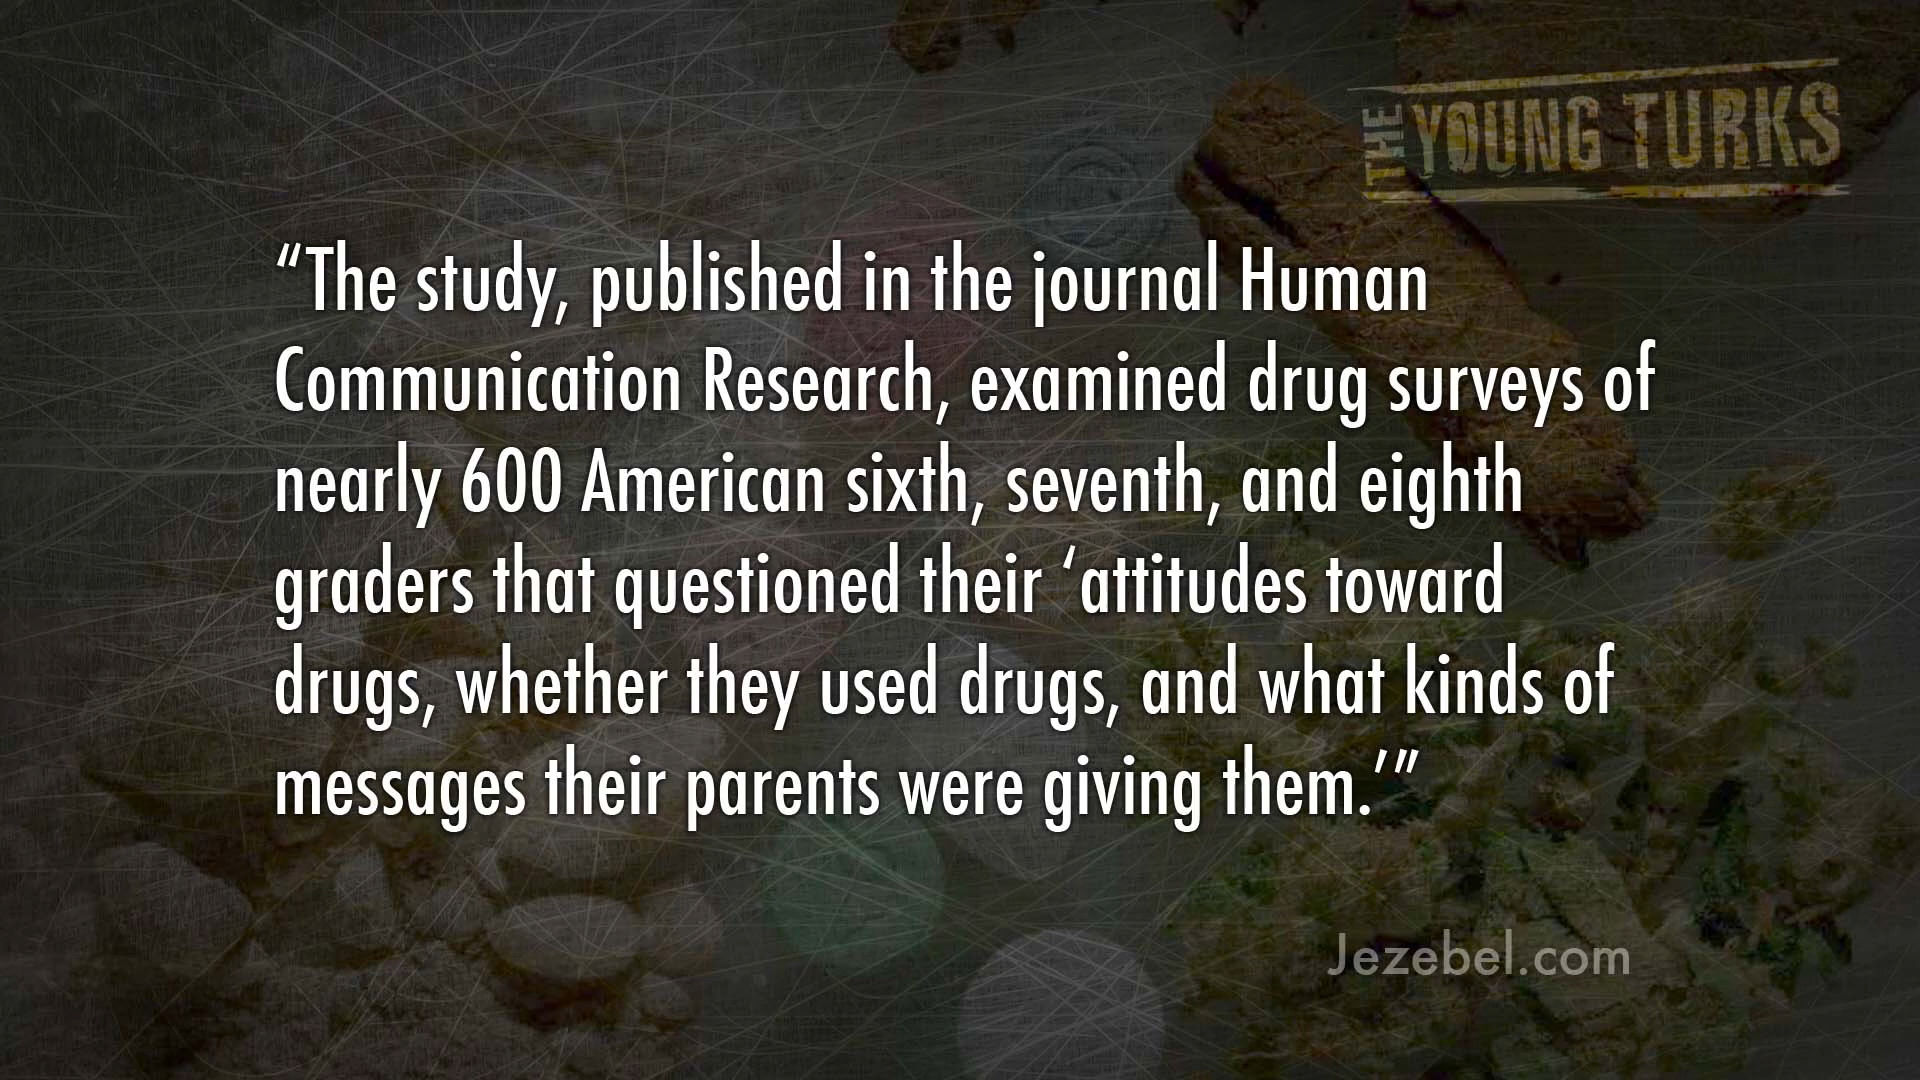 THE YOUNG TURKS
“The study, published in the journal Human
Communication Research, examined drug surveys of
nearly 600 American sixth, seventh, and eighth
graders that questioned their ‘attitudes toward
drugs, whether they used drugs, and what kinds of
messages their parents were giving them.’”
Jezebel.com